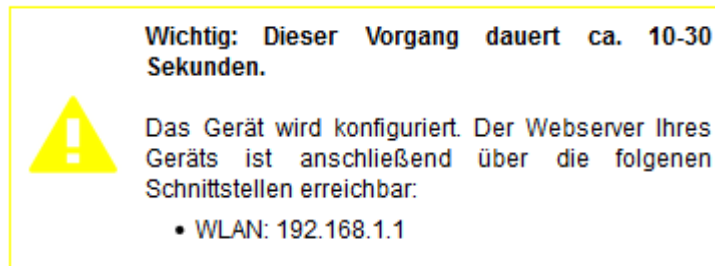 Wichtig: Dieser Vorgang dauert ca. 10-30
Sekunden.
Das Gerät wird konfiguriert. Der Webserver Ihres
Geräts ist anschließend über die folgenen
Schnittstellen erreichbar:
• WLAN: 192.168.1.1